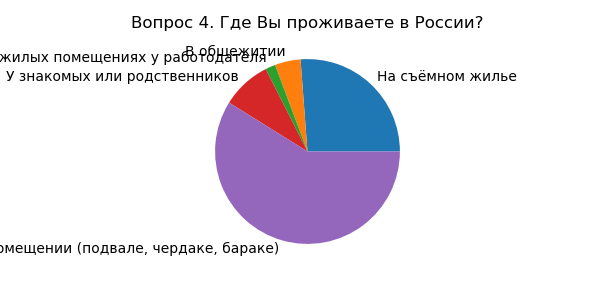 Вопрос 4. Где Вы проживаете в России?
В общежитии
жилых помещениях у работодателя
На съёмном жилье
У знакомых или родственников
омещении (подвале, чердаке, бараке)